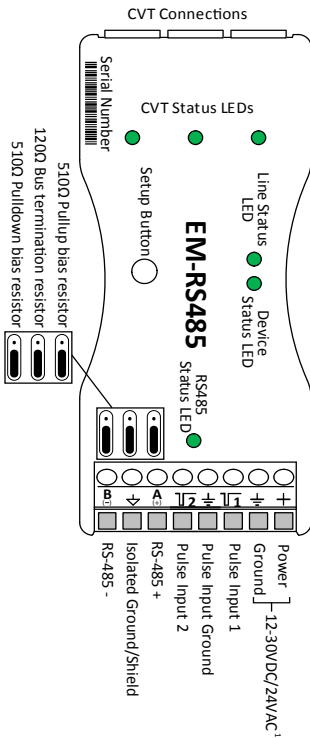 CVT Connections
Serial Number
CVT Status LEDs
Line Status
LED
Device
Status LED
Setup Button
EM-RS485
RS485
Status LED
510Ω Pullup bias resistor
120Ω Bus termination resistor
510Ω Pulldown bias resistor
B
(-)
A
(+)
2
1
+
Power
Ground
12-30VDC/24VAC¹
Pulse Input 1
Pulse Input Ground
Pulse Input 2
RS-485 +
Isolated Ground/Shield
RS-485 -